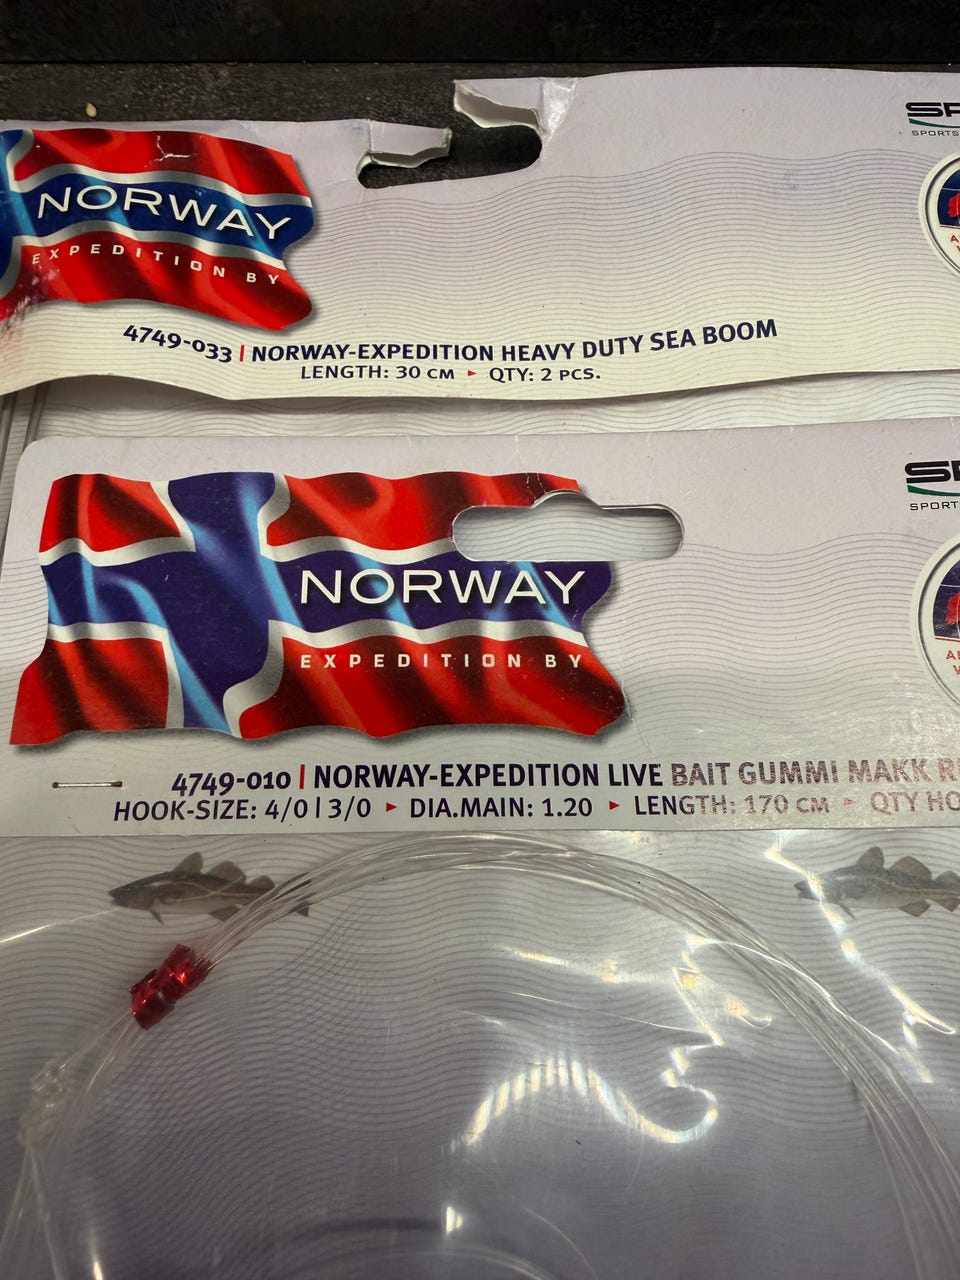 NORWAY
EXPEDITION BY
SPORTS
4749-033 | NORWAY-EXPEDITION HEAVY DUTY SEA BOOM
LENGTH: 30 CM ▸ QTY: 2 PCS.
NORWAY
EXPEDITION BY
SPORTS
4749-010 | NORWAY-EXPEDITION LIVE BAIT GUMMI MAKK
HOOK-SIZE: 4/0 | 3/0 ▸ DIA.MAIN: 1.20 ▸ LENGTH: 170 CM ▸ QTY